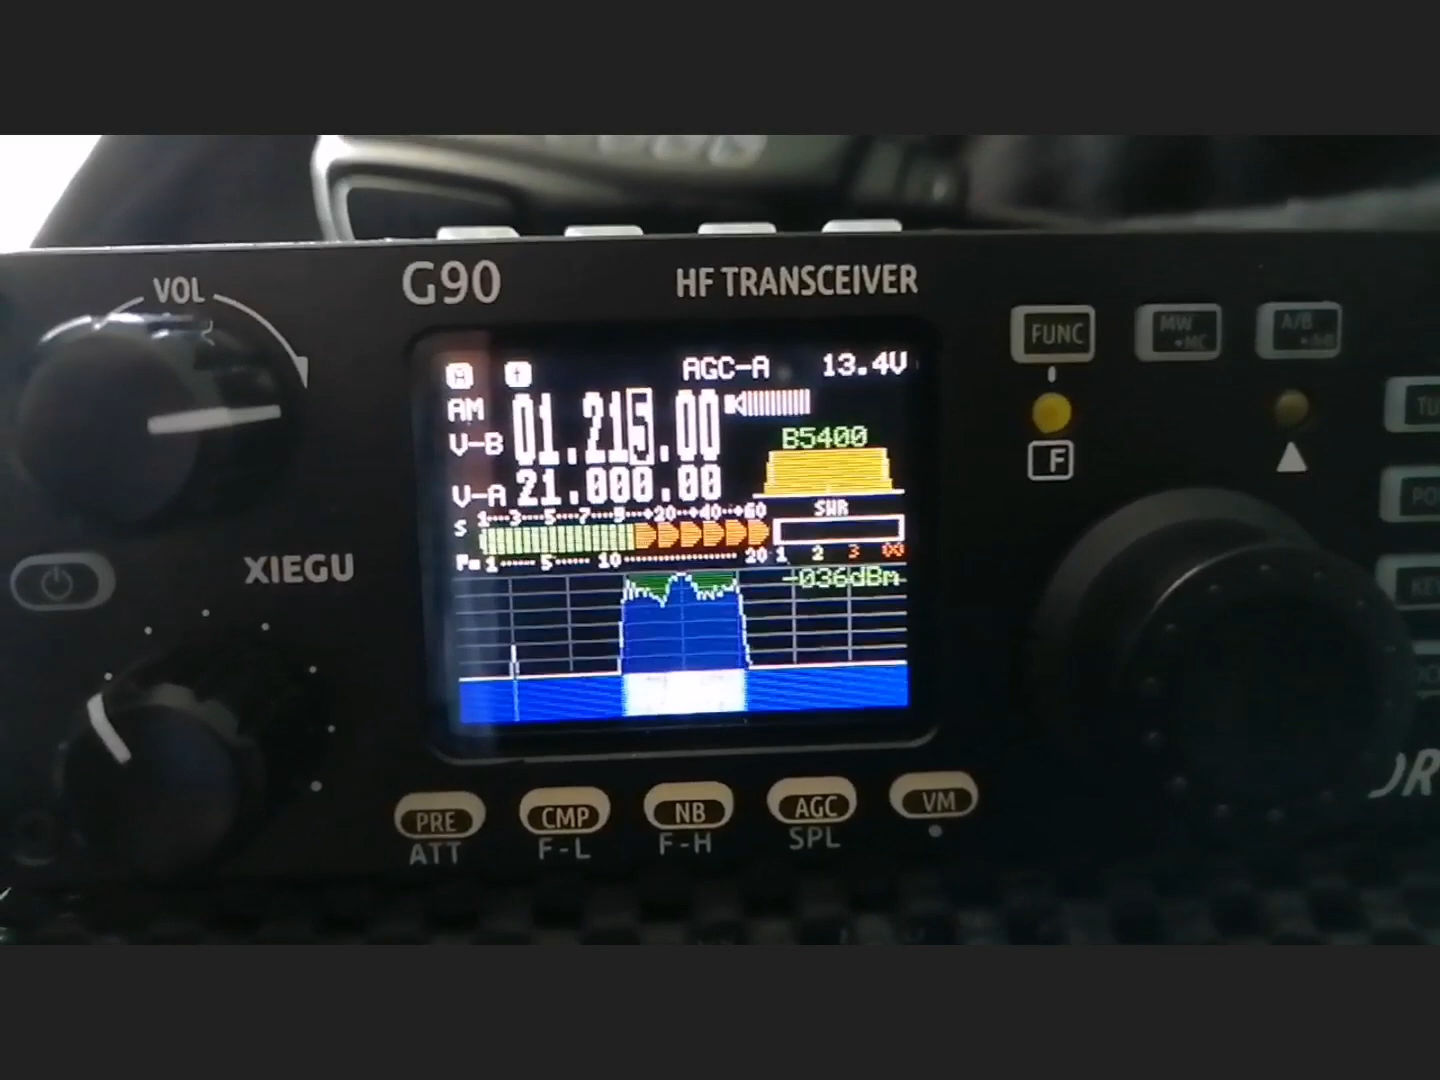 VOL
G90
HF TRANSCEIVER
FUNC
MW
A/B
AGC-A
13.4V
AM
01.215.00
V-B
B5400
V-A
21.000.00
S
1 3 5 7 9 +20 +40 +60
SWR
1 5 10 20
1 2 3 ∞
-036dBm
XIEGU
F
PRE
CMP
NB
AGC
VM
ATT
F-L
F-H
SPL